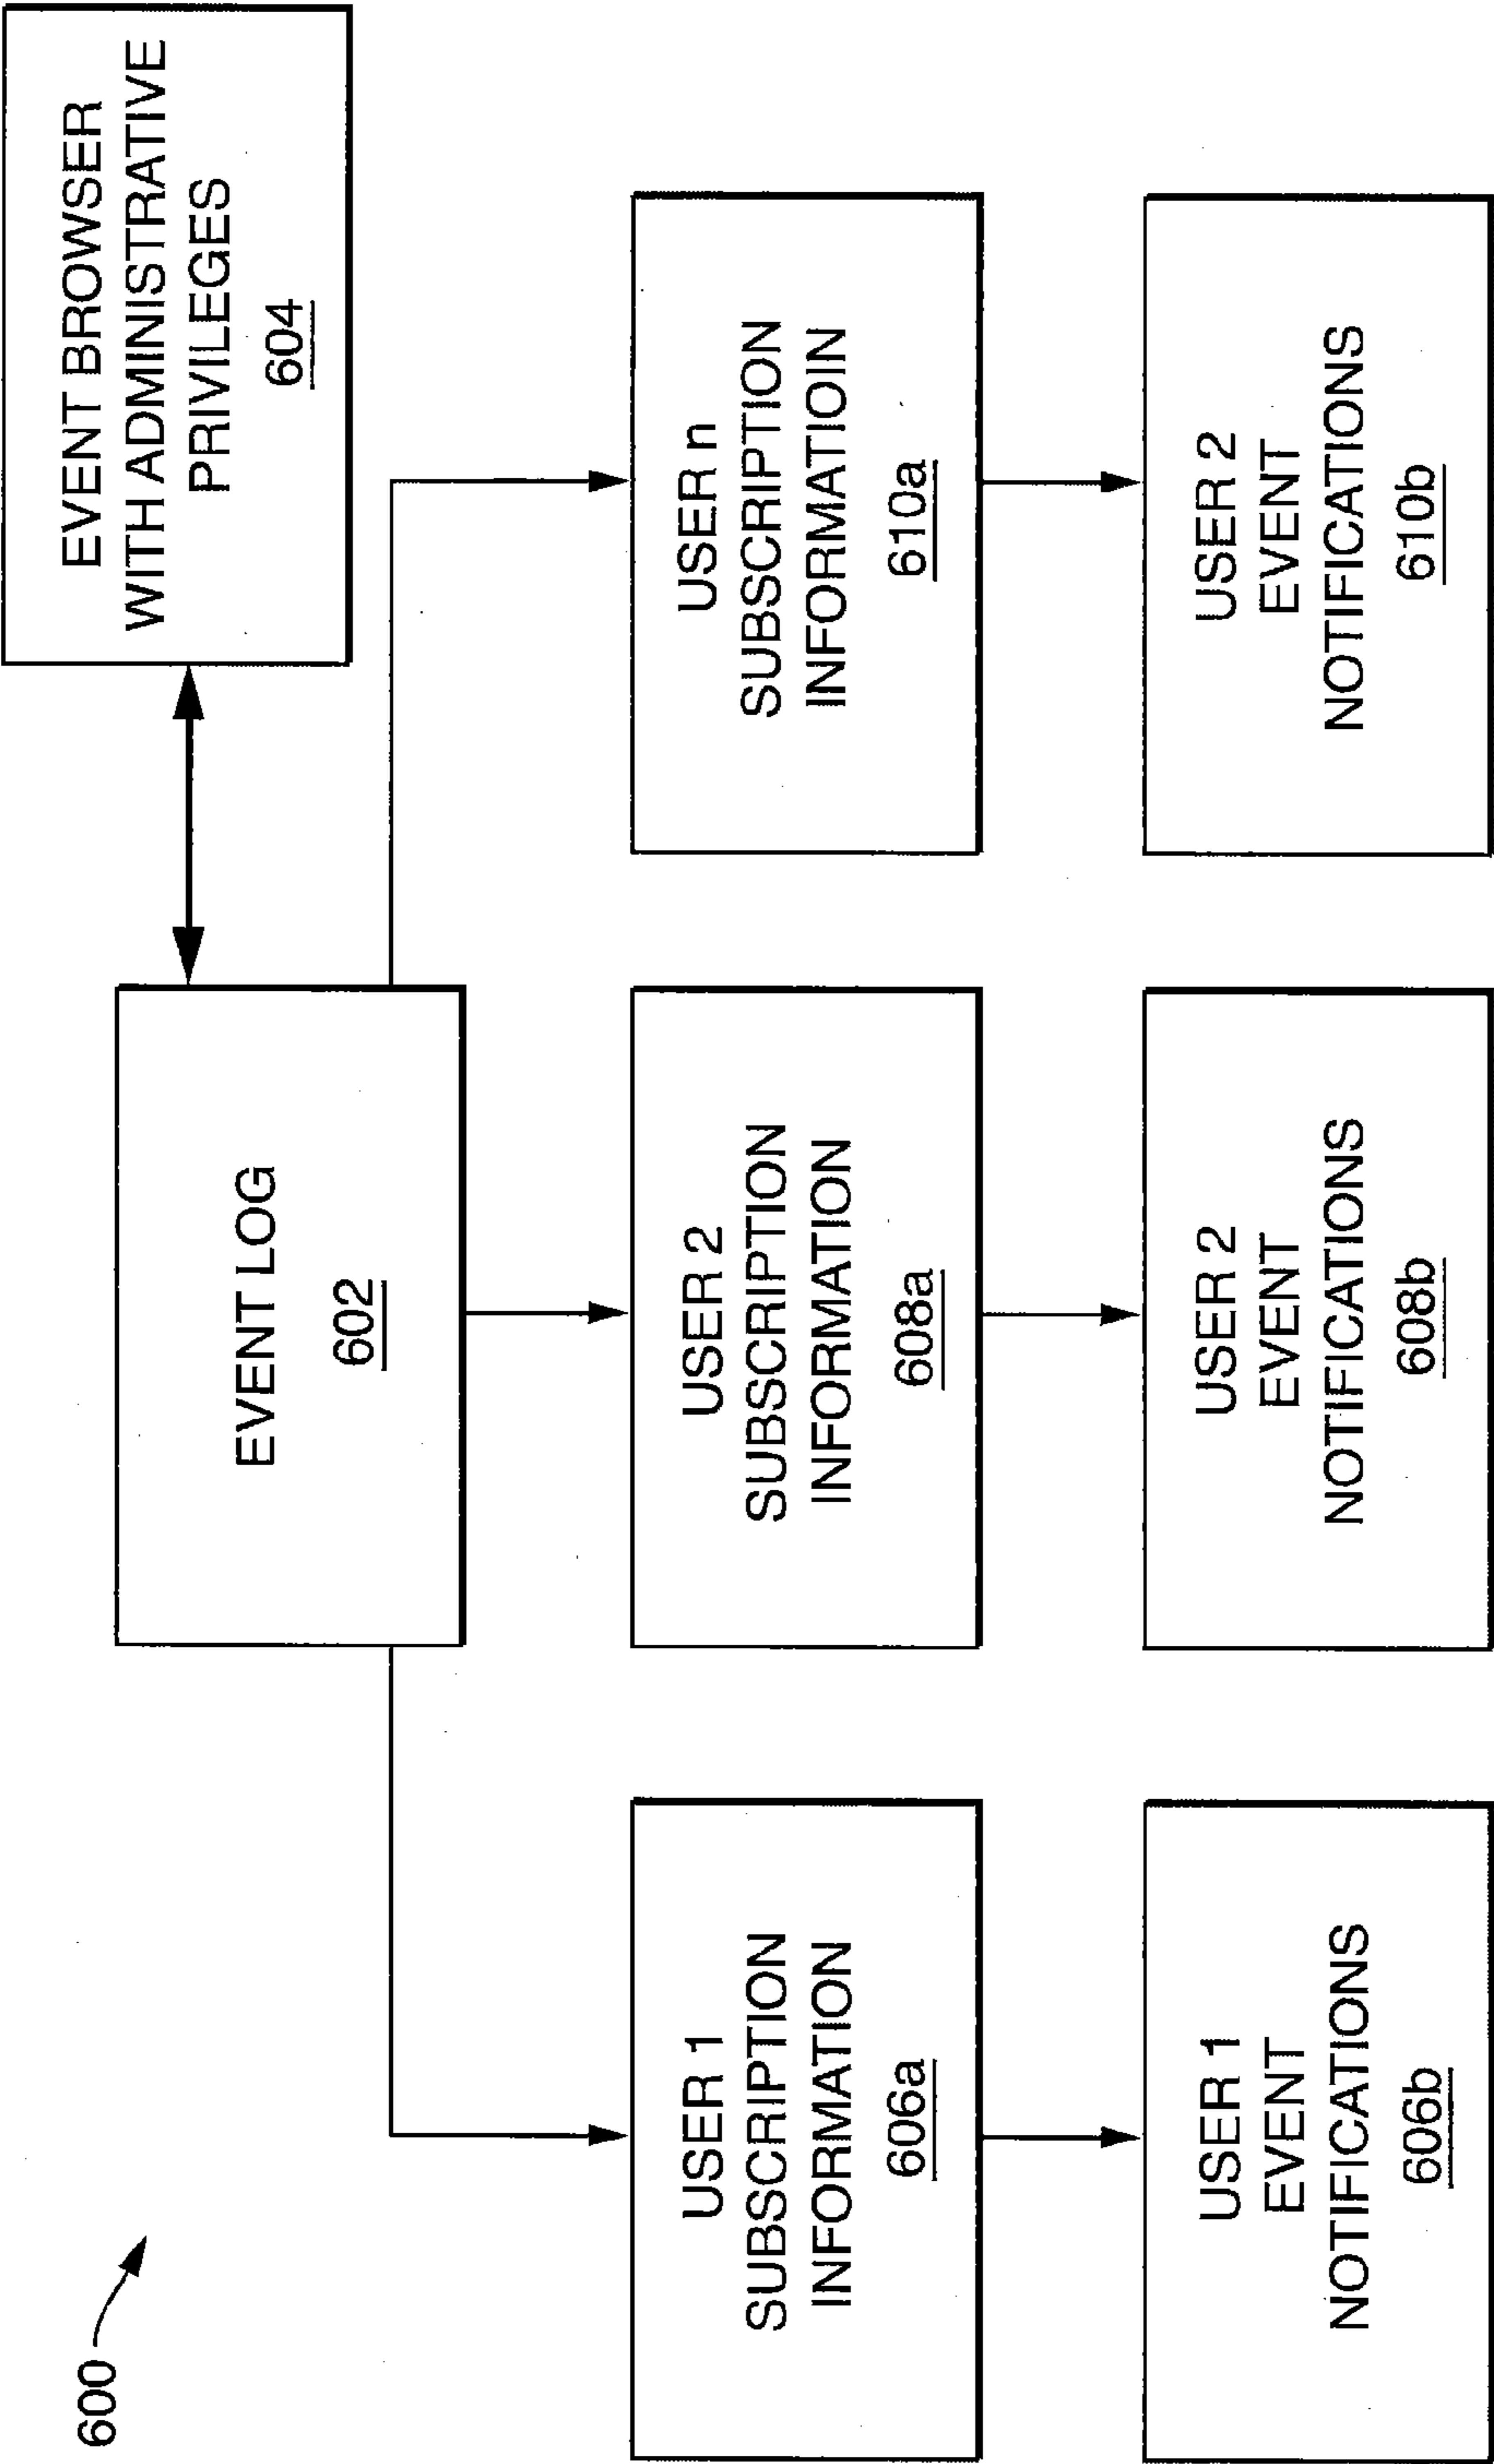 600
EVENT BROWSER
WITH ADMINISTRATIVE
PRIVILEGES
604
EVENT LOG
602
USER 1
SUBSCRIPTION
INFORMATION
606a
USER 2
SUBSCRIPTION
INFORMATION
608a
USER n
SUBSCRIPTION
INFORMATOIN
610a
USER 1
EVENT
NOTIFICATIONS
606b
USER 2
EVENT
NOTIFICATIONS
608b
USER 2
EVENT
NOTIFICATIONS
610b